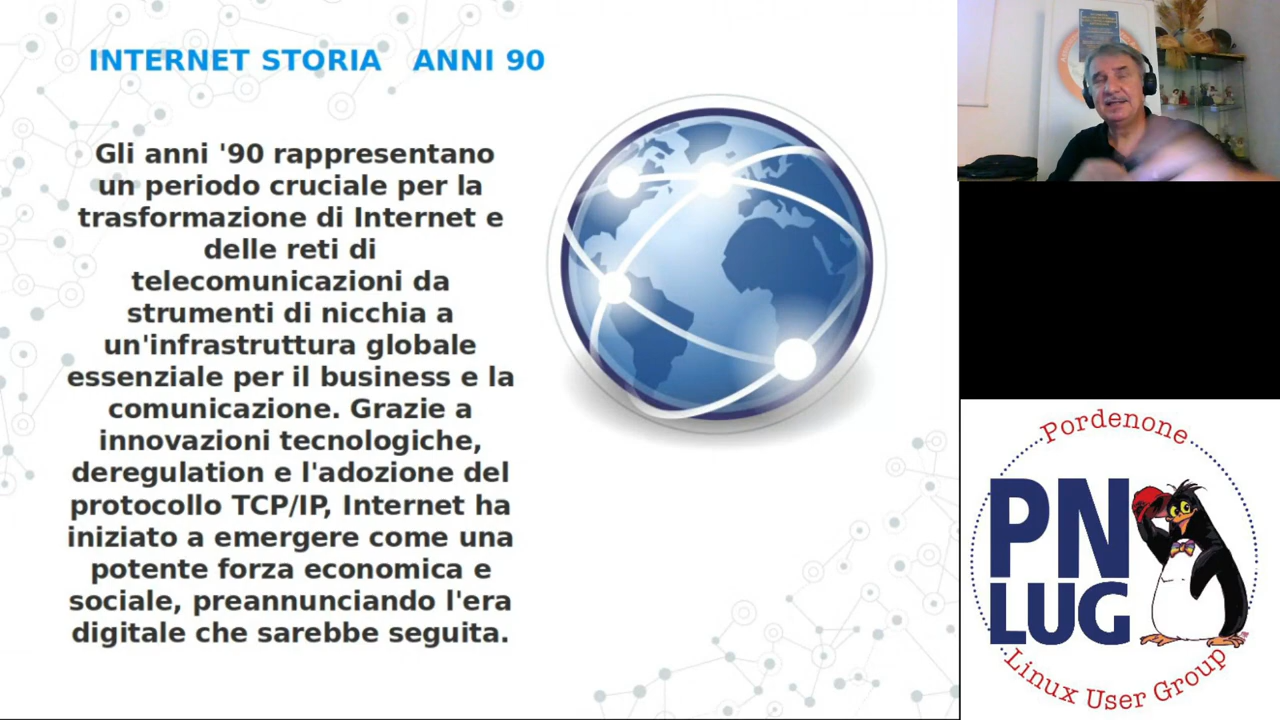 INTERNET STORIA ANNI 90
Gli anni '90 rappresentano
un periodo cruciale per la
trasformazione di Internet e
delle reti di
telecomunicazioni da
strumenti di nicchia a
un'infrastruttura globale
essenziale per il business e la
comunicazione. Grazie a
innovazioni tecnologiche,
deregulation e l'adozione del
protocollo TCP/IP, Internet ha
iniziato a emergere come una
potente forza economica e
sociale, preannunciando l'era
digitale che sarebbe seguita.
Pordenone
PN
LUG
Linux User Group